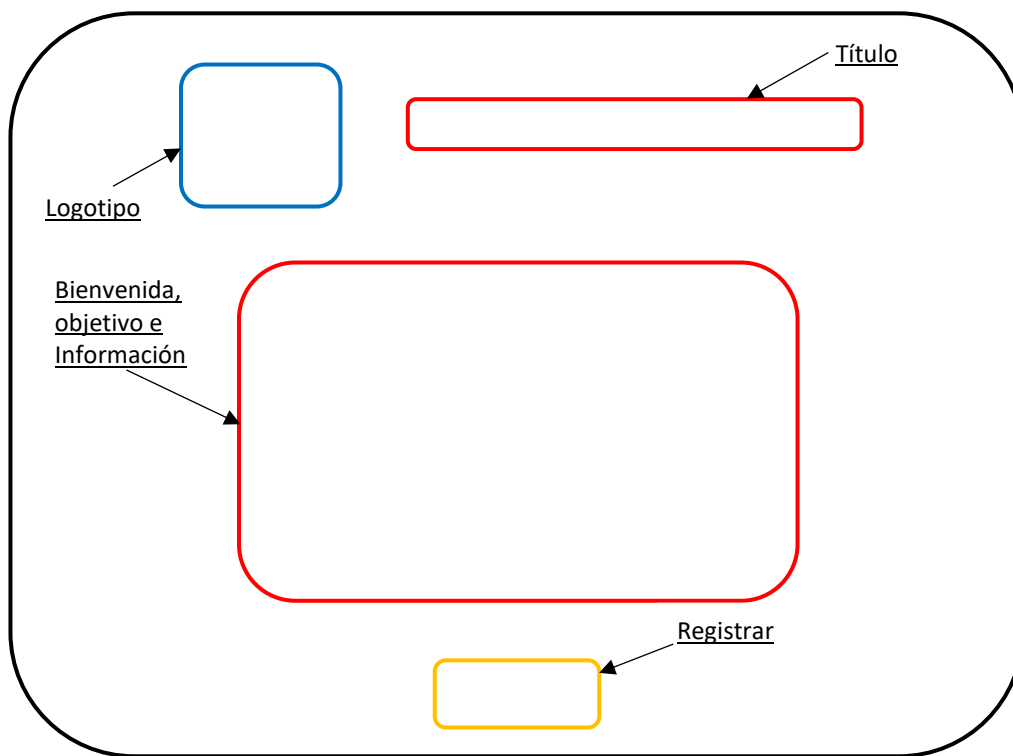 Título
Logotipo
Bienvenida,
objetivo e
Información
Registrar